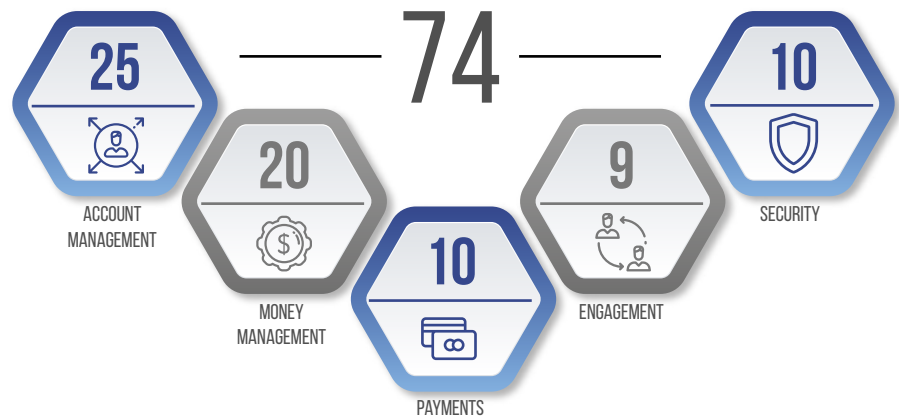 74
25
ACCOUNT
MANAGEMENT
20
$
MONEY
MANAGEMENT
10
PAYMENTS
9
ENGAGEMENT
10
SECURITY